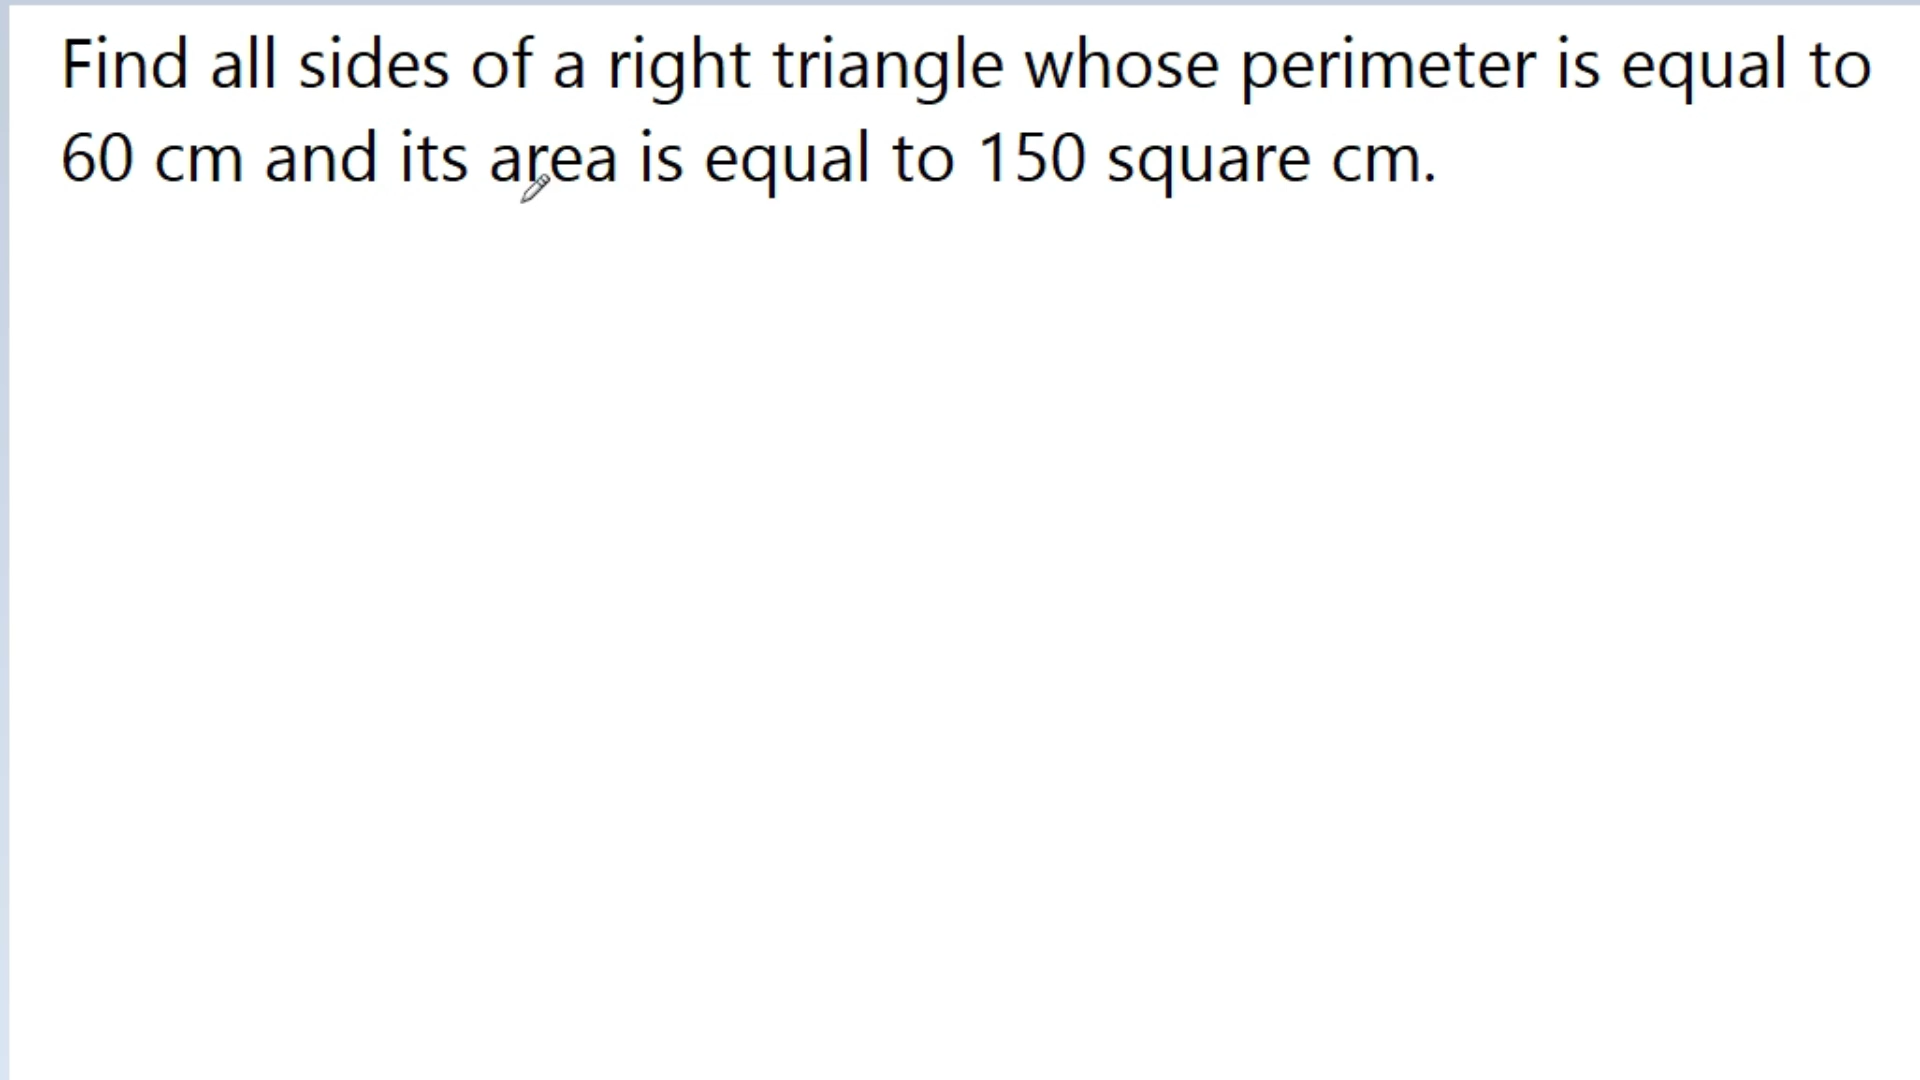 Find all sides of a right triangle whose perimeter is equal to
60 cm and its area is equal to 150 square cm.